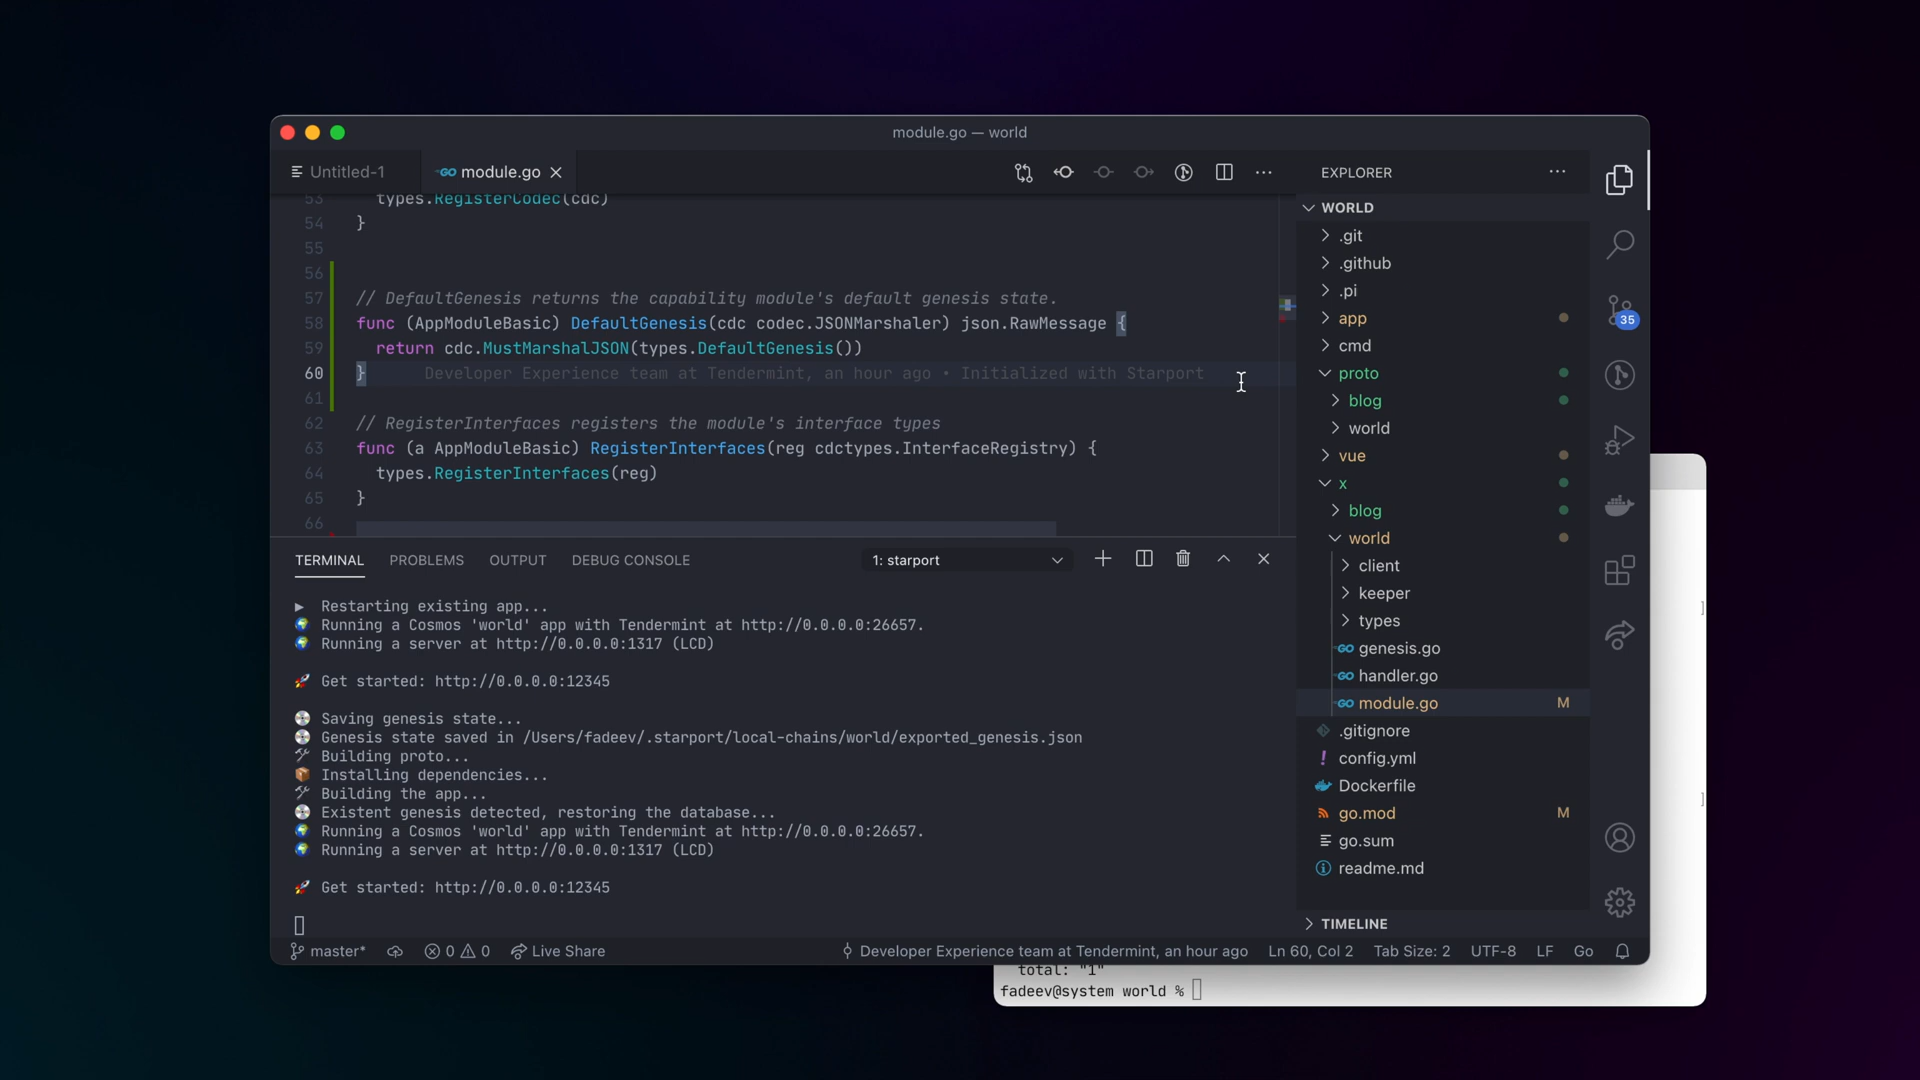 module.go — world
Untitled-1
GO module.go
53 types.RegisterCodec(cdc)
54 }
55
56
57 // DefaultGenesis returns the capability module's default genesis state.
58 func (AppModuleBasic) DefaultGenesis(cdc codec.JSONMarshaler) json.RawMessage {
59 return cdc.MustMarshalJSON(types.DefaultGenesis())
60 } Developer Experience team at Tendermint, an hour ago • Initialized with Starport
61
62 // RegisterInterfaces registers the module's interface types
63 func (a AppModuleBasic) RegisterInterfaces(reg cdctypes.InterfaceRegistry) {
64 types.RegisterInterfaces(reg)
65 }
66
TERMINAL PROBLEMS OUTPUT DEBUG CONSOLE 1: starport
Restarting existing app...
Running a Cosmos 'world' app with Tendermint at http://0.0.0.0:26657.
Running a server at http://0.0.0.0:1317 (LCD)
Get started: http://0.0.0.0:12345
Saving genesis state...
Genesis state saved in /Users/fadeev/.starport/local-chains/world/exported_genesis.json
Building proto...
Installing dependencies...
Building the app...
Existent genesis detected, restoring the database...
Running a Cosmos 'world' app with Tendermint at http://0.0.0.0:26657.
Running a server at http://0.0.0.0:1317 (LCD)
Get started: http://0.0.0.0:12345
EXPLORER
WORLD
.git
.github
.pi
app
cmd
proto
blog
world
vue
x
blog
world
client
keeper
types
GO genesis.go
GO handler.go
GO module.go M
.gitignore
! config.yml
Dockerfile
go.mod M
go.sum
readme.md
TIMELINE
35
master* 0 0 Live Share Developer Experience team at Tendermint, an hour ago Ln 60, Col 2 Tab Size: 2 UTF-8 LF Go
]
]
total: "1"
fadeev@system world %